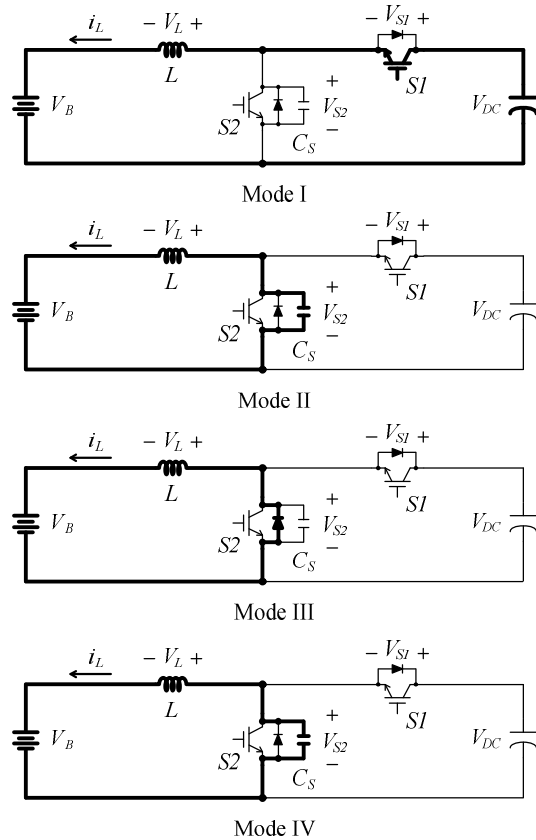 i_L - V_L + - V_S1 +
L S1
V_B S2 + V_S2 - C_S V_DC
Mode I
i_L - V_L + - V_S1 +
L S1
V_B S2 + V_S2 - C_S V_DC
Mode II
i_L - V_L + - V_S1 +
L S1
V_B S2 + V_S2 - C_S V_DC
Mode III
i_L - V_L + - V_S1 +
L S1
V_B S2 + V_S2 - C_S V_DC
Mode IV